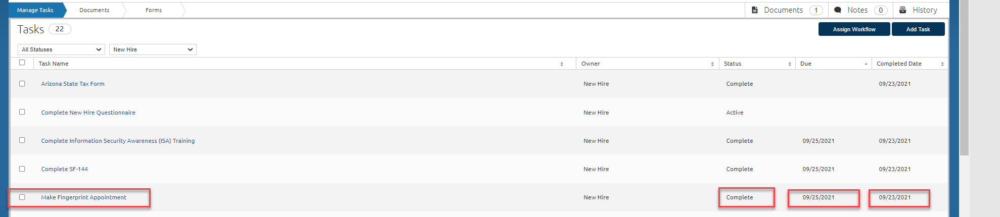 Manage Tasks Documents Forms Documents 1 Notes 0 History
Tasks 22 Assign Workflow Add Task
All Statuses New Hire
Task Name Owner Status Due Completed Date
Arizona State Tax Form New Hire Complete 09/23/2021
Complete New Hire Questionnaire New Hire Active
Complete Information Security Awareness (ISA) Training New Hire Complete 09/25/2021 09/23/2021
Complete SF-144 New Hire Complete 09/25/2021 09/23/2021
Make Fingerprint Appointment New Hire Complete 09/25/2021 09/23/2021